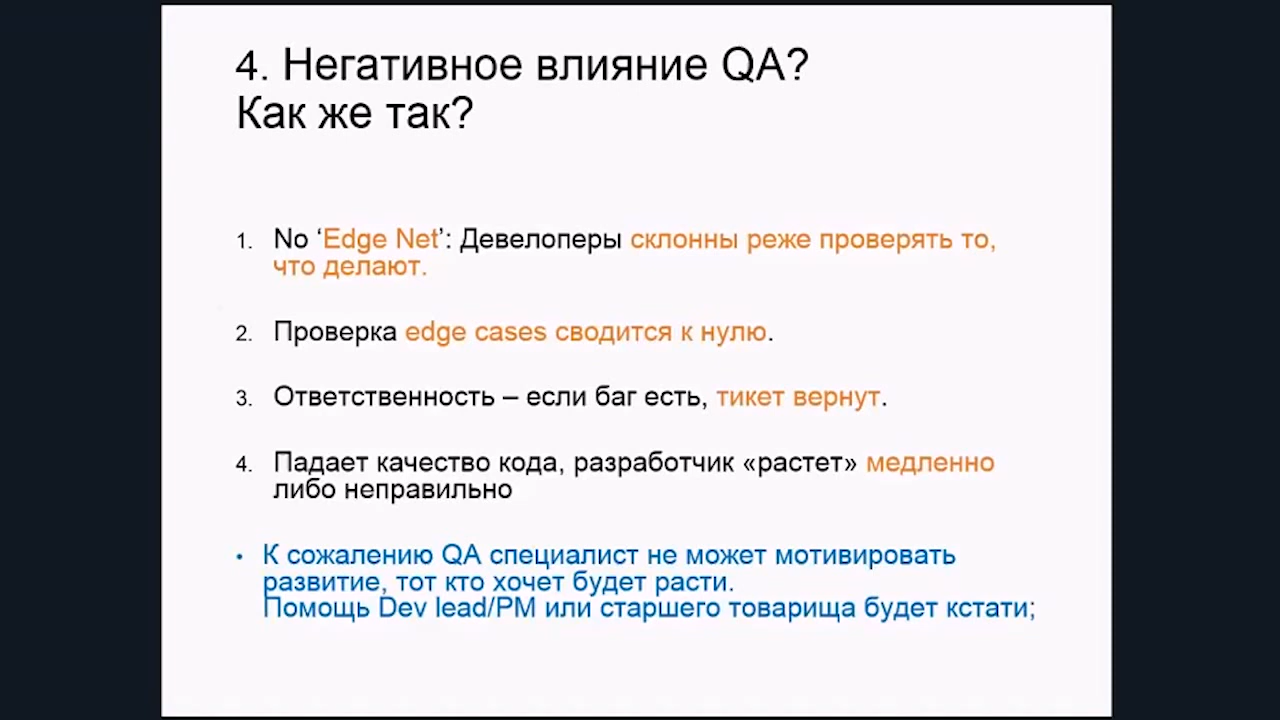 4. Негативное влияние QA?
Как же так?
1. No ‘Edge Net’: Девелоперы склонны реже проверять то,
что делают.
2. Проверка edge cases сводится к нулю.
3. Ответственность – если баг есть, тикет вернут.
4. Падает качество кода, разработчик «растет» медленно
либо неправильно
• К сожалению QA специалист не может мотивировать
развитие, тот кто хочет будет расти.
Помощь Dev lead/PM или старшего товарища будет кстати;